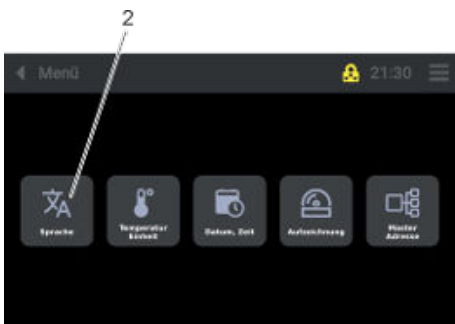 2
Menü
21:30
Sprache
Temperatur
Einheit
Datum, Zeit
Aufzeichnung
Master
Adresse